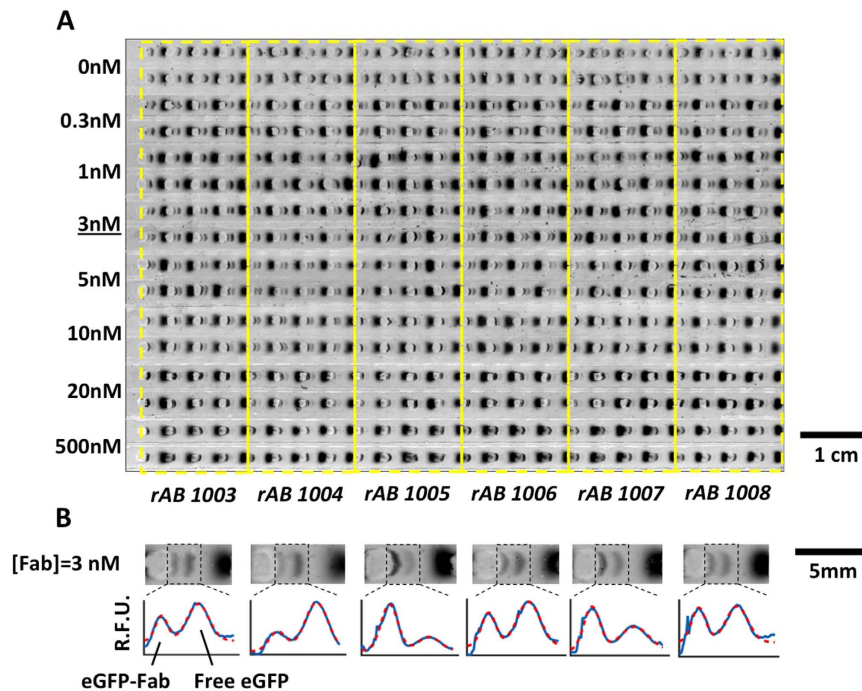 A
0nM
0.3nM
1nM
3nM
5nM
10nM
20nM
500nM
1 cm
rAB 1003 rAB 1004 rAB 1005 rAB 1006 rAB 1007 rAB 1008
B
[Fab]=3 nM
5mm
R.F.U.
eGFP-Fab Free eGFP